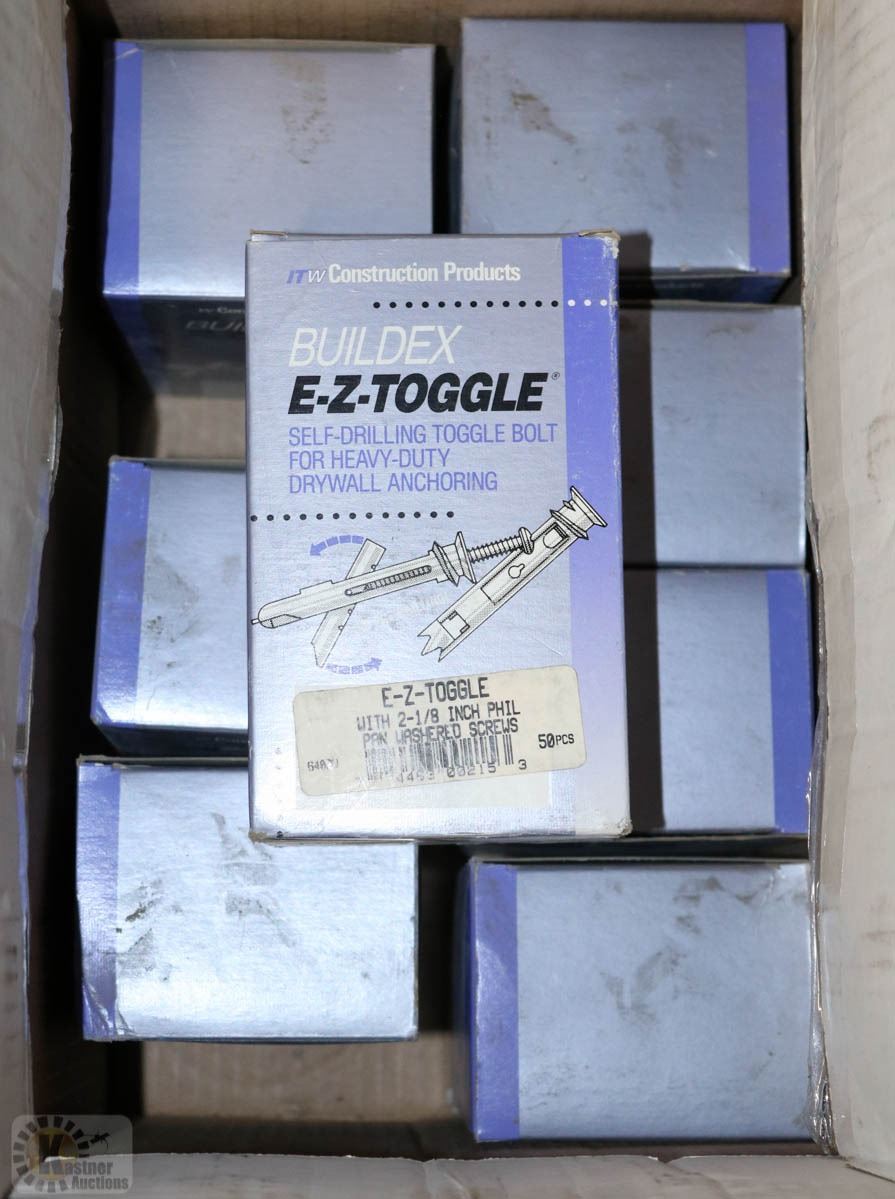 ITW Construction Products
BUILDEX
E-Z-TOGGLE®
SELF-DRILLING TOGGLE BOLT
FOR HEAVY-DUTY
DRYWALL ANCHORING
E-Z-TOGGLE
WITH 2-1/8 INCH PHIL
PAN WASHERED SCREWS
50PCS
3
Kastner
Auctions